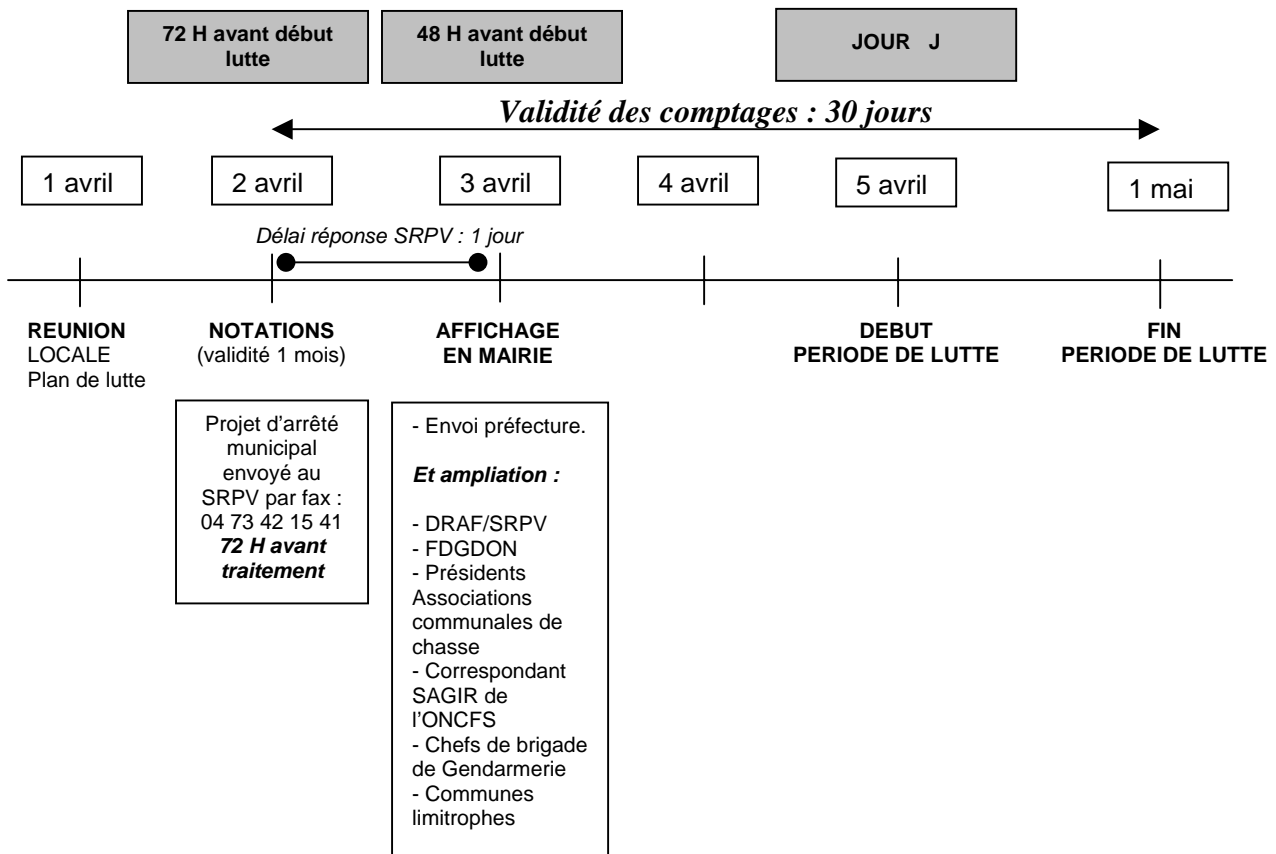 72 H avant début
lutte
48 H avant début
lutte
JOUR J
Validité des comptages : 30 jours
1 avril
2 avril
3 avril
4 avril
5 avril
1 mai
Délai réponse SRPV : 1 jour
REUNION
LOCALE
Plan de lutte
NOTATIONS
(validité 1 mois)
AFFICHAGE
EN MAIRIE
DEBUT
PERIODE DE LUTTE
FIN
PERIODE DE LUTTE
Projet d'arrêté
municipal
envoyé au
SRPV par fax :
04 73 42 15 41
72 H avant
traitement
- Envoi préfecture.
Et ampliation :
- DRAF/SRPV
- FDGDON
- Présidents
Associations
communales de
chasse
- Correspondant
SAGIR de
l'ONCFS
- Chefs de brigade
de Gendarmerie
- Communes
limitrophes